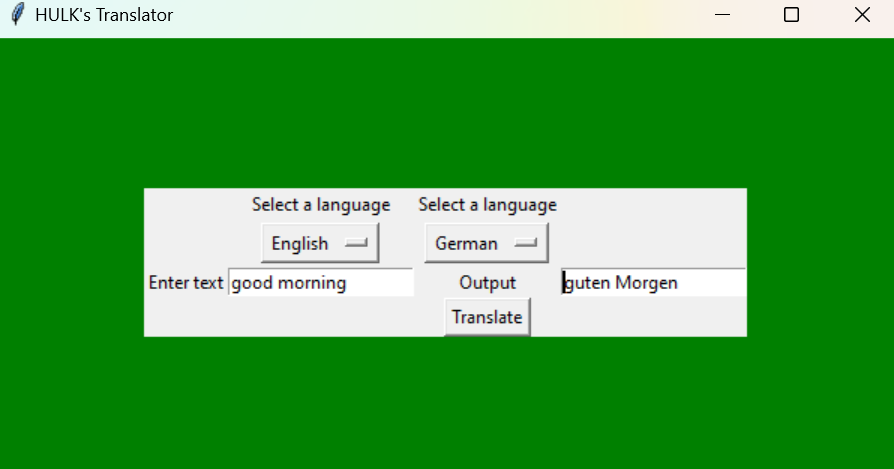 HULK's Translator
Select a language Select a language
English German
Enter text good morning Output guten Morgen
Translate